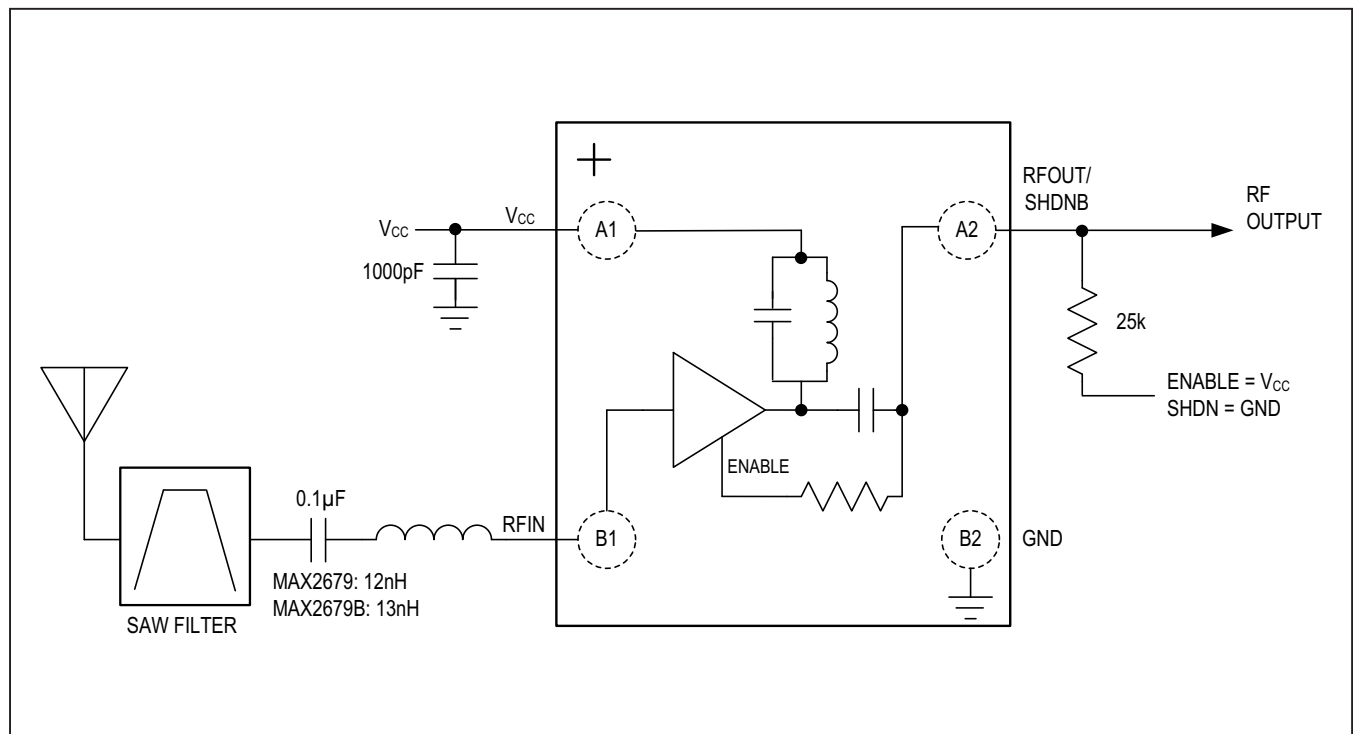 RFOUT/
SHDNB
RF
OUTPUT
VCC
VCC
A1
A2
1000pF
25k
ENABLE = VCC
SHDN = GND
ENABLE
0.1µF
RFIN
B1
B2
GND
MAX2679: 12nH
MAX2679B: 13nH
SAW FILTER